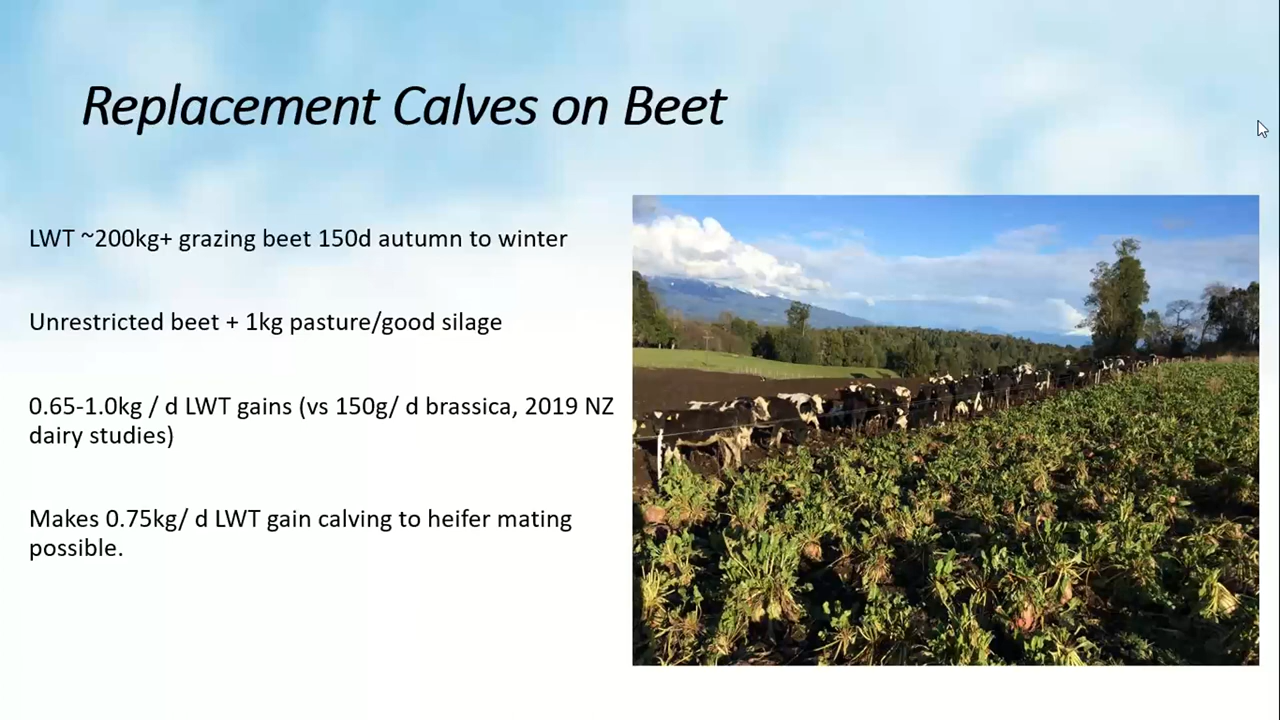 Replacement Calves on Beet
LWT ~200kg+ grazing beet 150d autumn to winter
Unrestricted beet + 1kg pasture/good silage
0.65-1.0kg / d LWT gains (vs 150g/ d brassica, 2019 NZ
dairy studies)
Makes 0.75kg/ d LWT gain calving to heifer mating
possible.